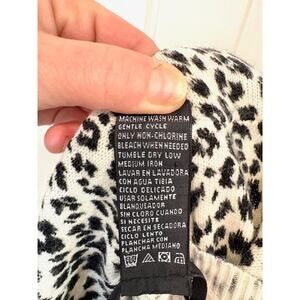 MACHINE WASH WARM
GENTLE CYCLE
ONLY NON-CHLORINE
BLEACH WHEN NEEDED
TUMBLE DRY LOW
MEDIUM IRON
LAVAR EN LAVADORA
CON AGUA TIBIA
CICLO DELICADO
USAR SOLAMENTE
BLANQUEADOR
SIN CLORO CUANDO
SI NECESITE
SECAR EN SECADORA
CICLO LENTO
PLANCHAR CON
PLANCHA MEDIANO